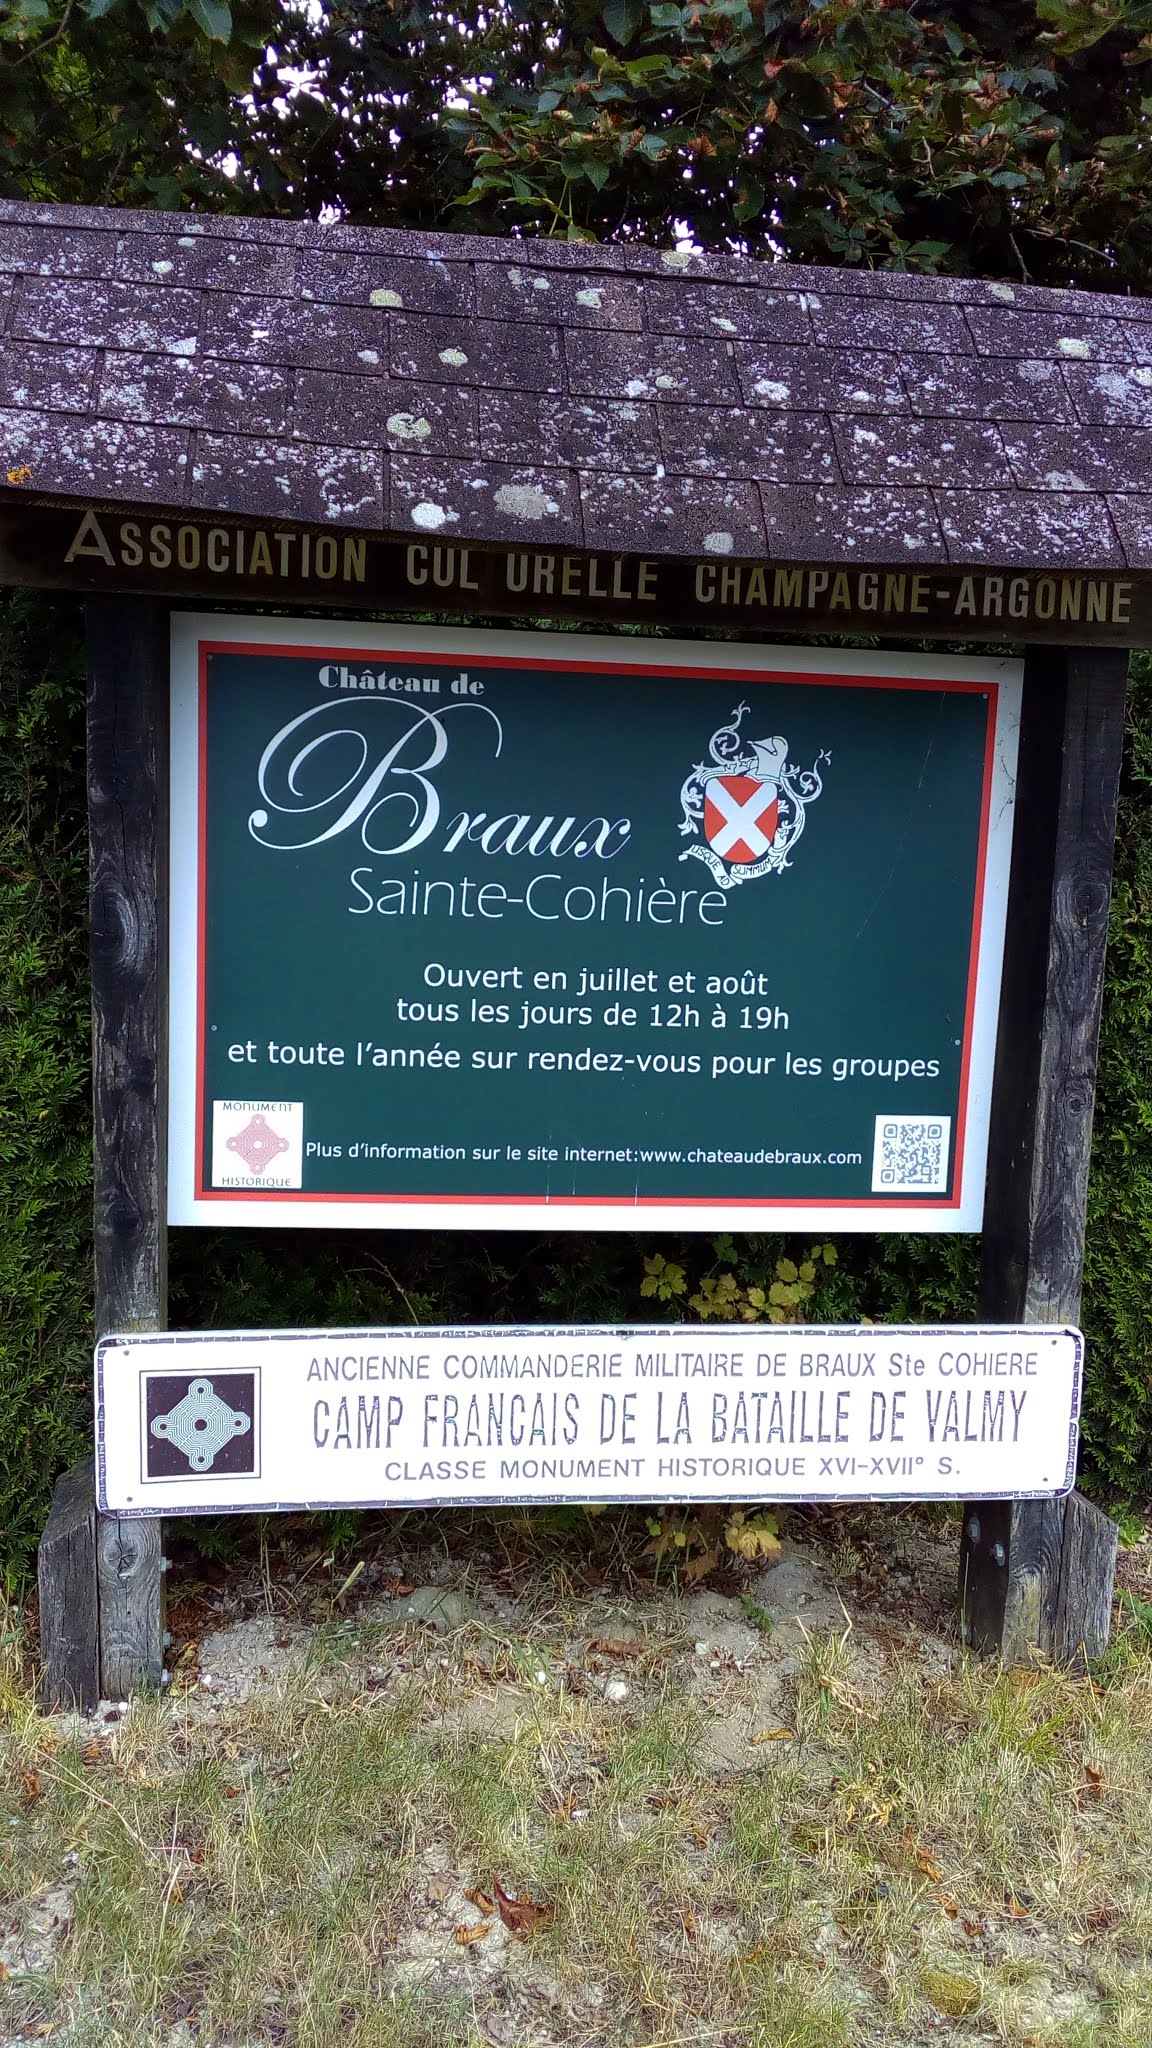 ASSOCIATION CUL URELLE CHAMPAGNE-ARGONNE
Château de
Braux
Sainte-Cohière
USQUE AD SUMMUM
Ouvert en juillet et août
tous les jours de 12h à 19h
et toute l'année sur rendez-vous pour les groupes
MONUMENT
HISTORIQUE
Plus d'information sur le site internet:www.chateaudebraux.com
ANCIENNE COMMANDERIE MILITAIRE DE BRAUX Ste COHIERE
CAMP FRANCAIS DE LA BATAILLE DE VALMY
CLASSE MONUMENT HISTORIQUE XVI-XVII° S.